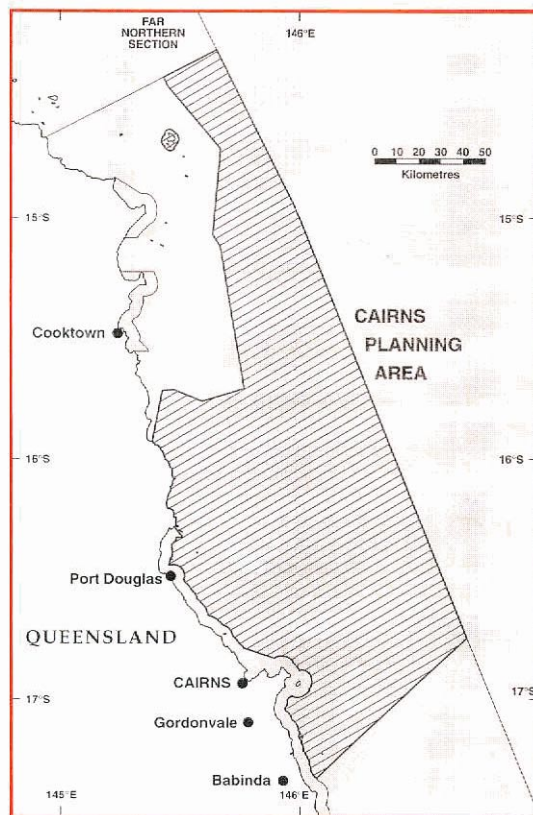 FAR
NORTHERN
SECTION
146°E
0 10 20 30 40 50
Kilometres
15°S
15°S
CAIRNS
PLANNING
AREA
Cooktown
16°S
16°S
Port Douglas
QUEENSLAND
CAIRNS
17°S
17°S
Gordonvale
Babinda
145°E
146°E